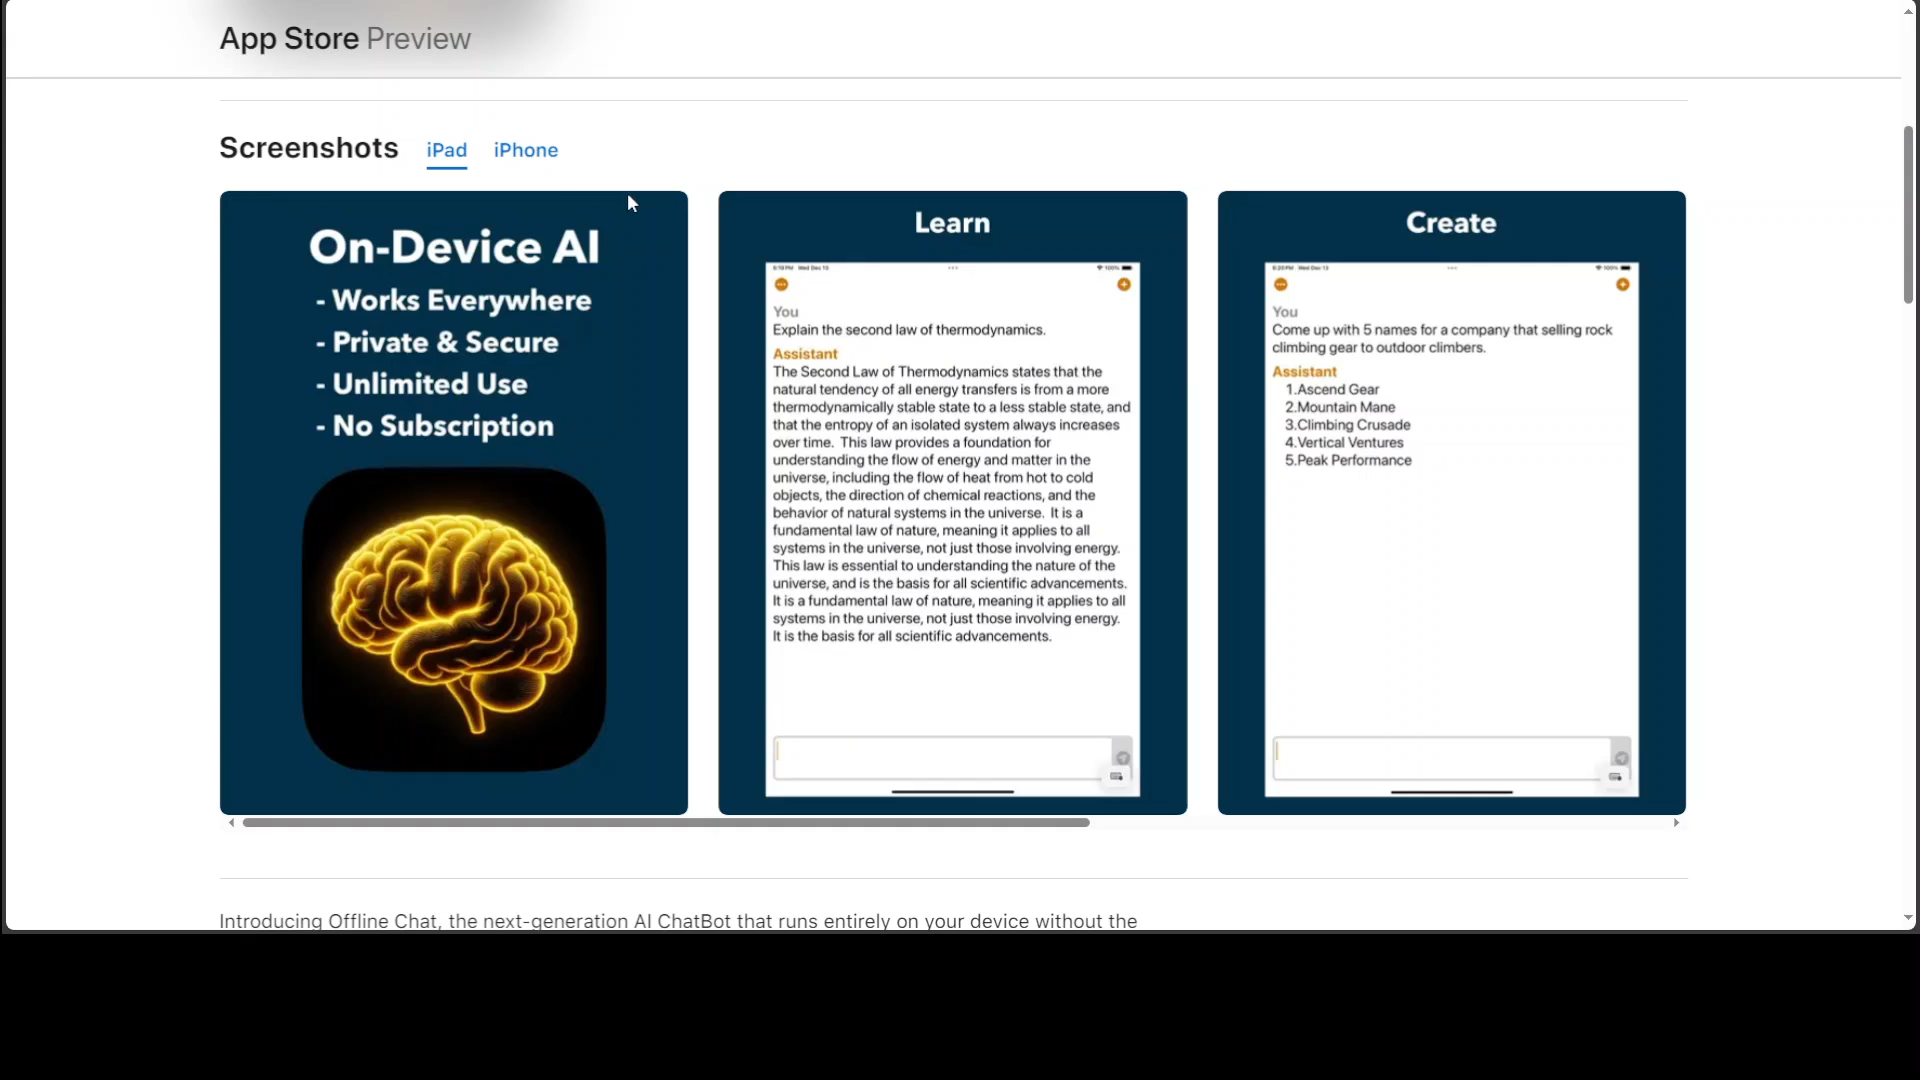 App Store Preview
Screenshots iPad iPhone
On-Device AI
- Works Everywhere
- Private & Secure
- Unlimited Use
- No Subscription
Learn
You
Explain the second law of thermodynamics.
Assistant
The Second Law of Thermodynamics states that the
natural tendency of all energy transfers is from a more
thermodynamically stable state to a less stable state, and
that the entropy of an isolated system always increases
over time. This law provides a foundation for
understanding the flow of energy and matter in the
universe, including the flow of heat from hot to cold
objects, the direction of chemical reactions, and the
behavior of natural systems in the universe. It is a
fundamental law of nature, meaning it applies to all
systems in the universe, not just those involving energy.
This law is essential to understanding the nature of the
universe, and is the basis for all scientific advancements.
It is a fundamental law of nature, meaning it applies to all
systems in the universe, not just those involving energy.
It is the basis for all scientific advancements.
Create
You
Come up with 5 names for a company that selling rock
climbing gear to outdoor climbers.
Assistant
1.Ascend Gear
2.Mountain Mane
3.Climbing Crusade
4.Vertical Ventures
5.Peak Performance
Introducing Offline Chat, the next-generation AI ChatBot that runs entirely on your device without the